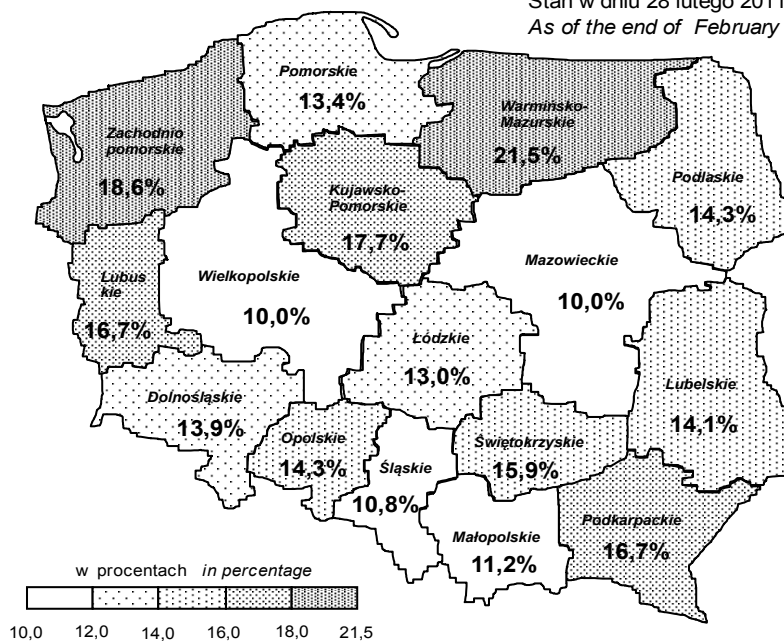 Stan w dniu 28 lutego 2011
As of the end of February
Pomorskie
13,4%
Warmińsko-
Mazurskie
21,5%
Zachodnio
pomorskie
18,6%
Podlaskie
14,3%
Kujawsko-
Pomorskie
17,7%
Lubus
kie
16,7%
Wielkopolskie
10,0%
Mazowieckie
10,0%
Łódzkie
13,0%
Lubelskie
14,1%
Dolnośląskie
13,9%
Opolskie
14,3%
Śląskie
10,8%
Świętokrzyskie
15,9%
Małopolskie
11,2%
Podkarpackie
16,7%
w procentach in percentage
10,0 12,0 14,0 16,0 18,0 21,5